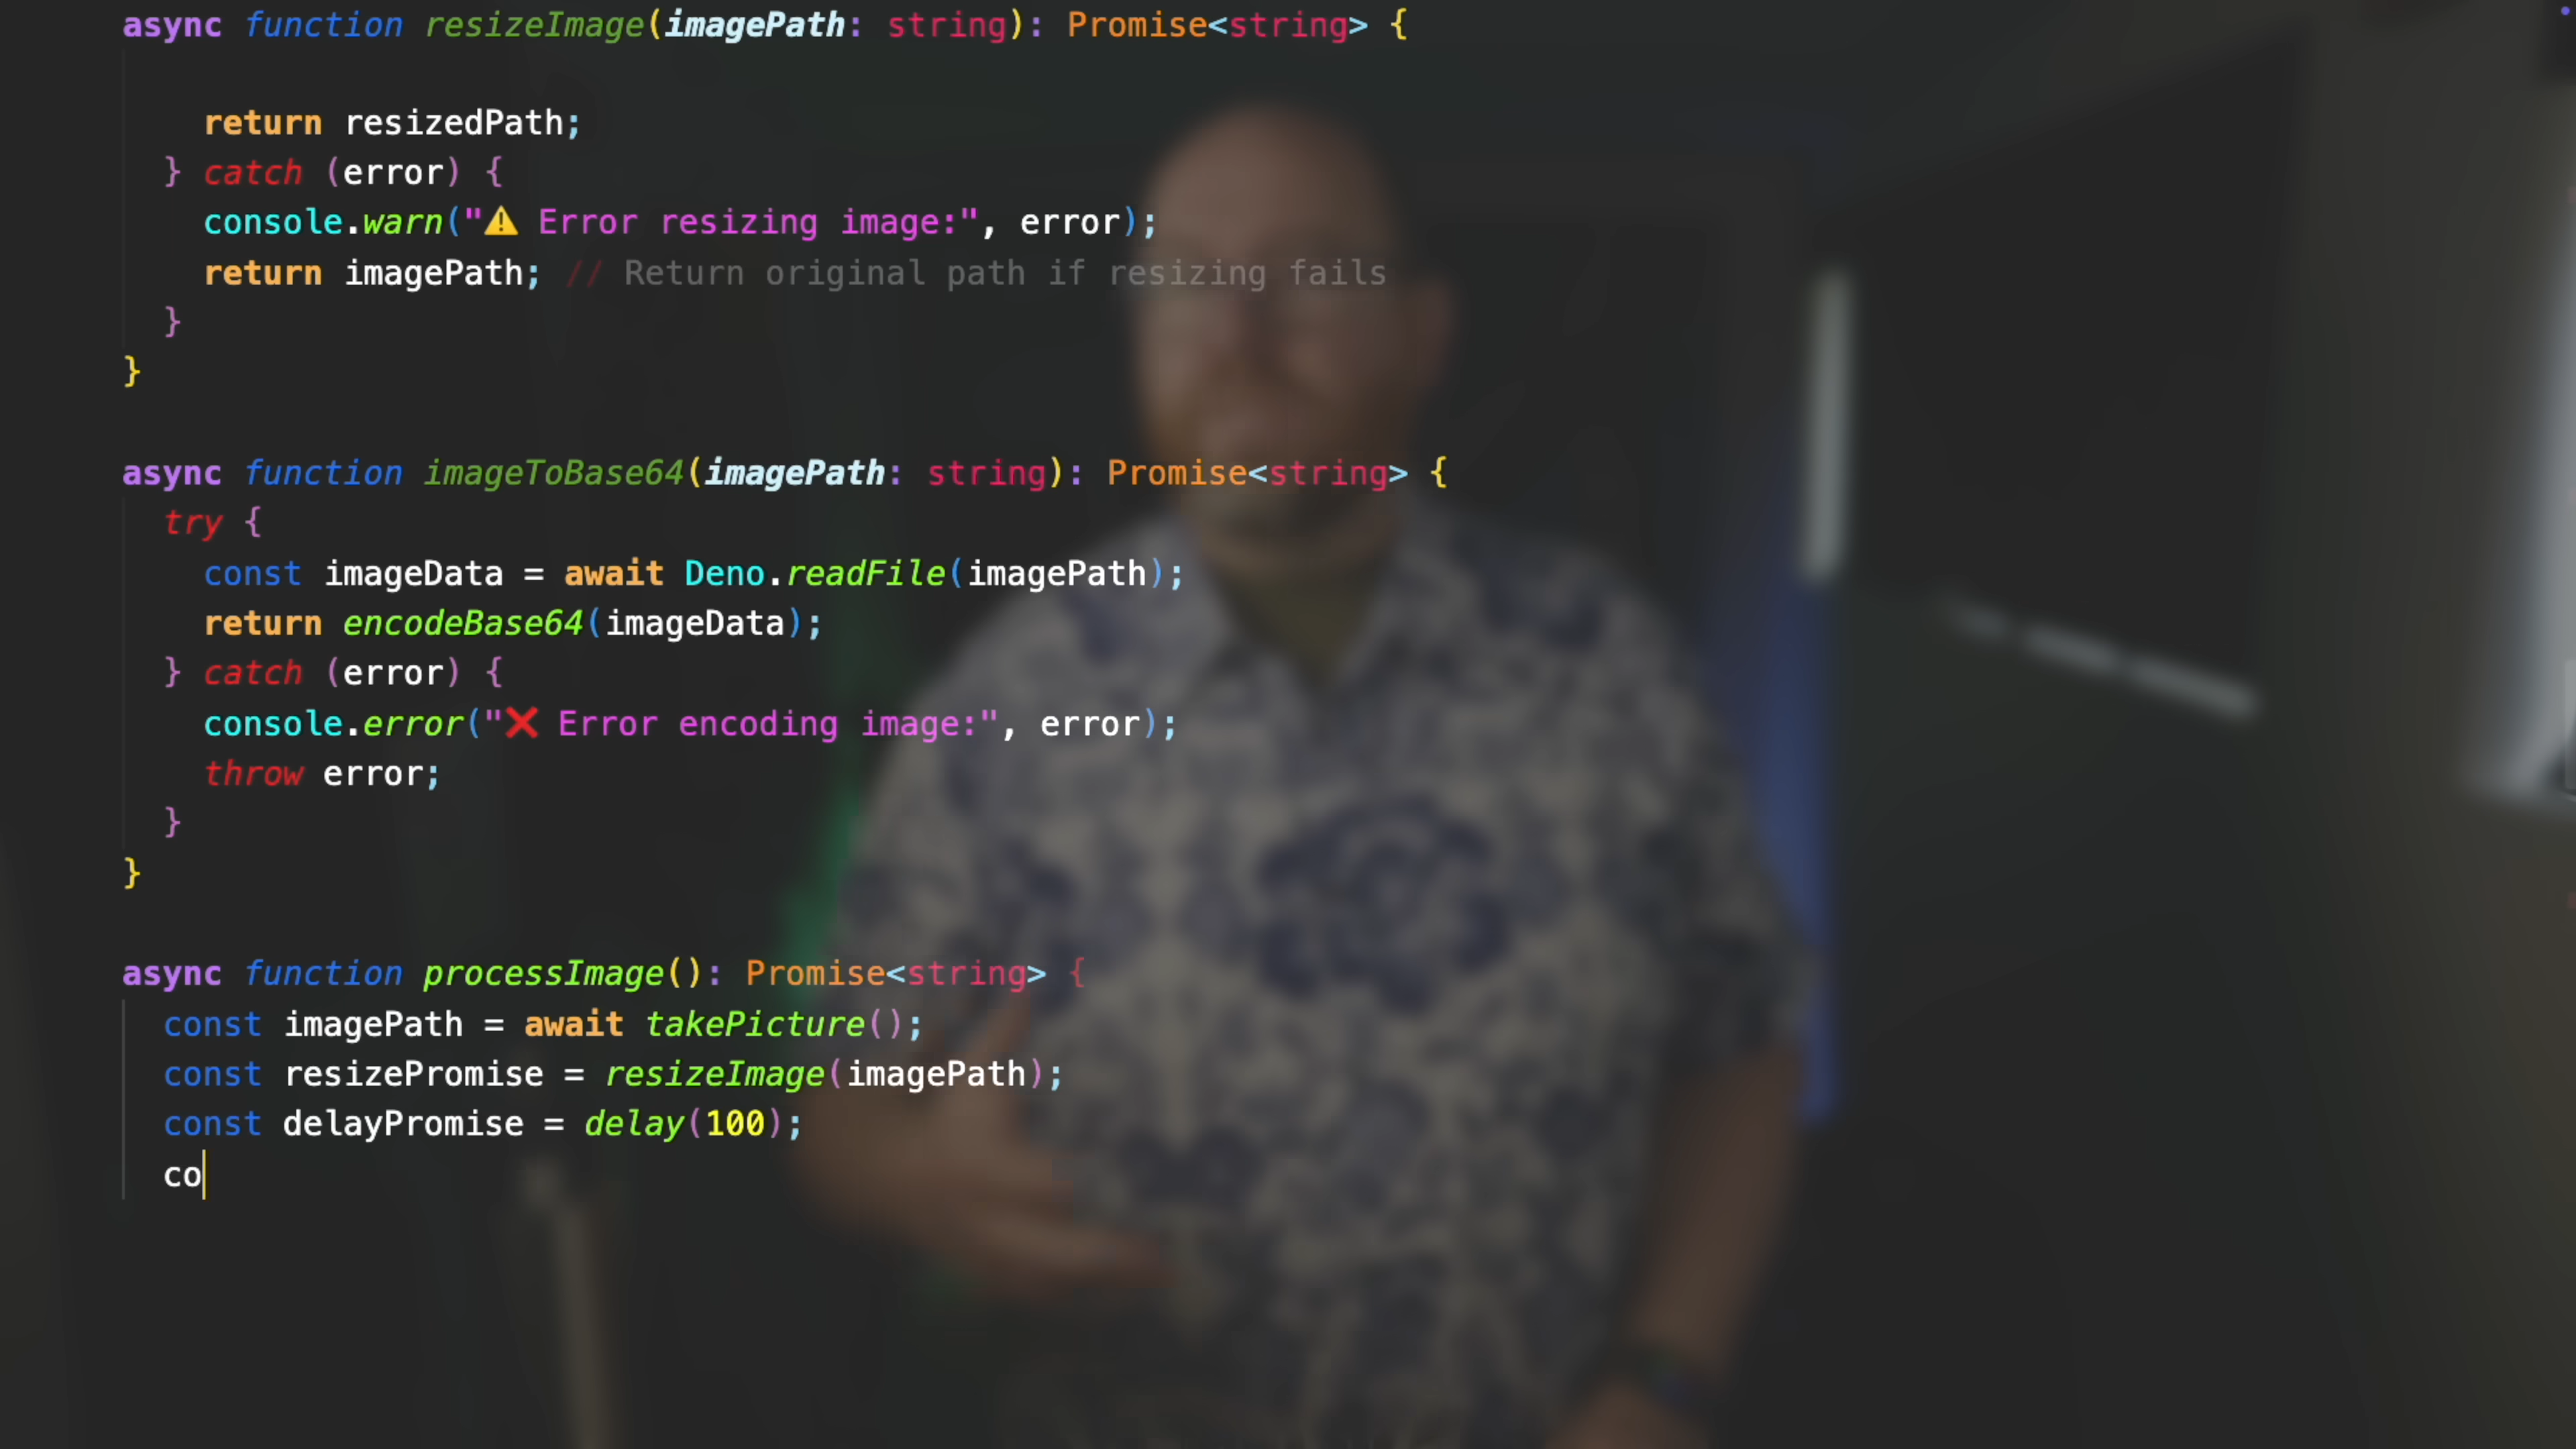 async function resizeImage(imagePath: string): Promise<string> {
return resizedPath;
} catch (error) {
console.warn("⚠️ Error resizing image:", error);
return imagePath; // Return original path if resizing fails
}
}
async function imageToBase64(imagePath: string): Promise<string> {
try {
const imageData = await Deno.readFile(imagePath);
return encodeBase64(imageData);
} catch (error) {
console.error("❌ Error encoding image:", error);
throw error;
}
}
async function processImage(): Promise<string> {
const imagePath = await takePicture();
const resizePromise = resizeImage(imagePath);
const delayPromise = delay(100);
co